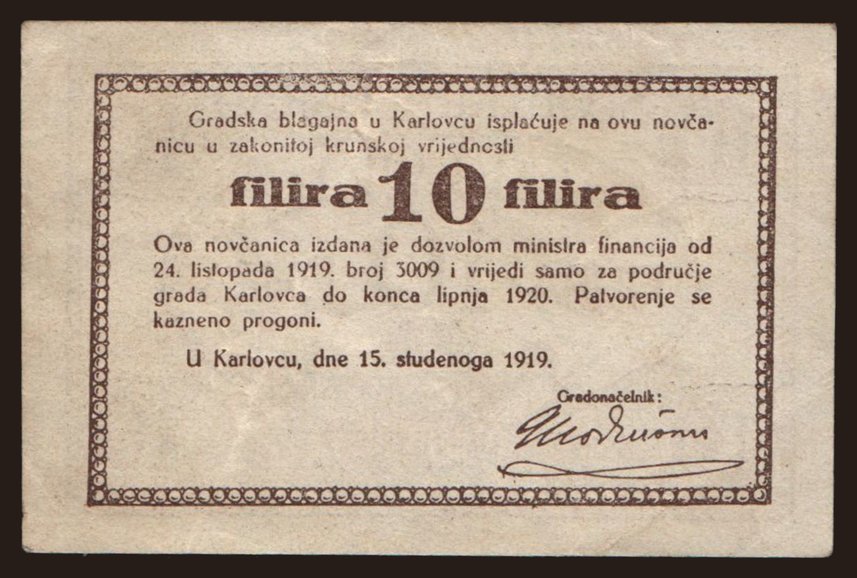 Gradska blagajna u Karlovcu isplaćuje na ovu novča-
nicu u zakonitoj krunskoj vrijednosti
filira 10 filira
Ova novčanica izdana je dozvolom ministra financija od
24. listopada 1919. broj 3009 i vrijedi samo za područje
grada Karlovca do konca lipnja 1920. Patvorenje se
kazneno progoni.
U Karlovcu, dne 15. studenoga 1919.
Gradonačelnik: